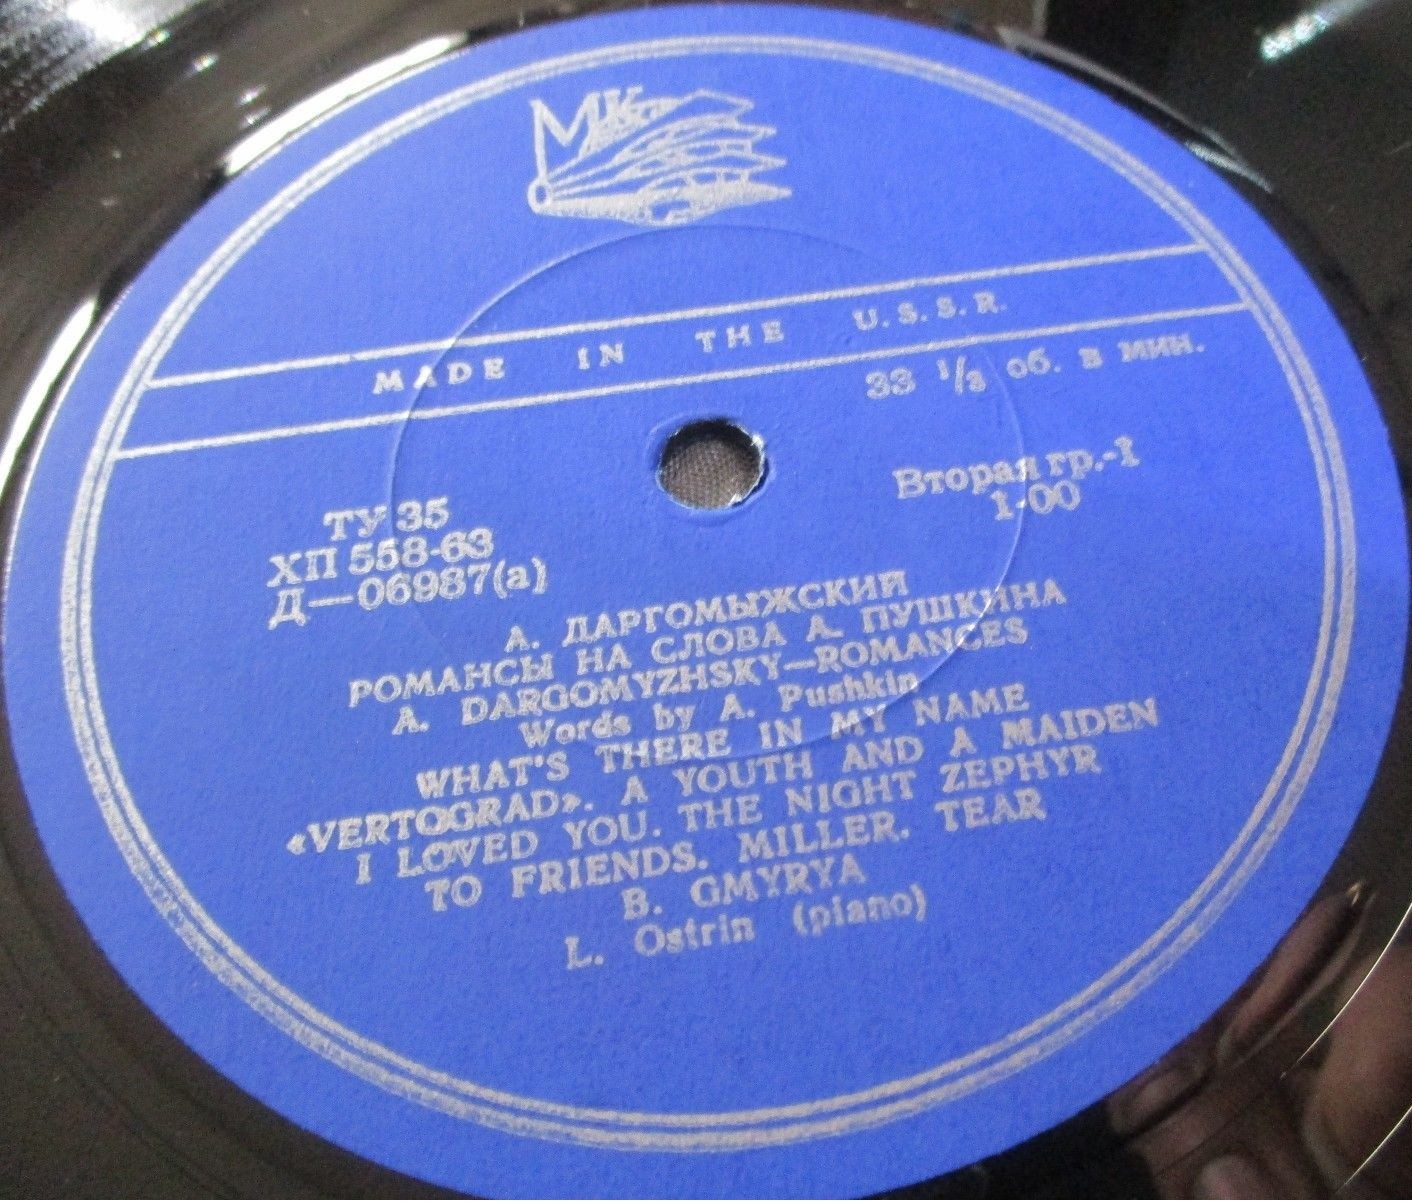 МК
MADE IN THE U.S.S.R.
33 1/3 об. в мин.
Вторая гр.-1
1-00
ТУ 35
ХП 558-63
Д—06987(а)
А. ДАРГОМЫЖСКИЙ
РОМАНСЫ НА СЛОВА А. ПУШКИНА
A. DARGOMYZHSKY—ROMANCES
Words by A. Pushkin
WHAT'S THERE IN MY NAME
«VERTOGRAD». A YOUTH AND A MAIDEN
I LOVED YOU. THE NIGHT ZEPHYR
TO FRIENDS. MILLER. TEAR
B. GMYRYA
L. Ostrin (piano)